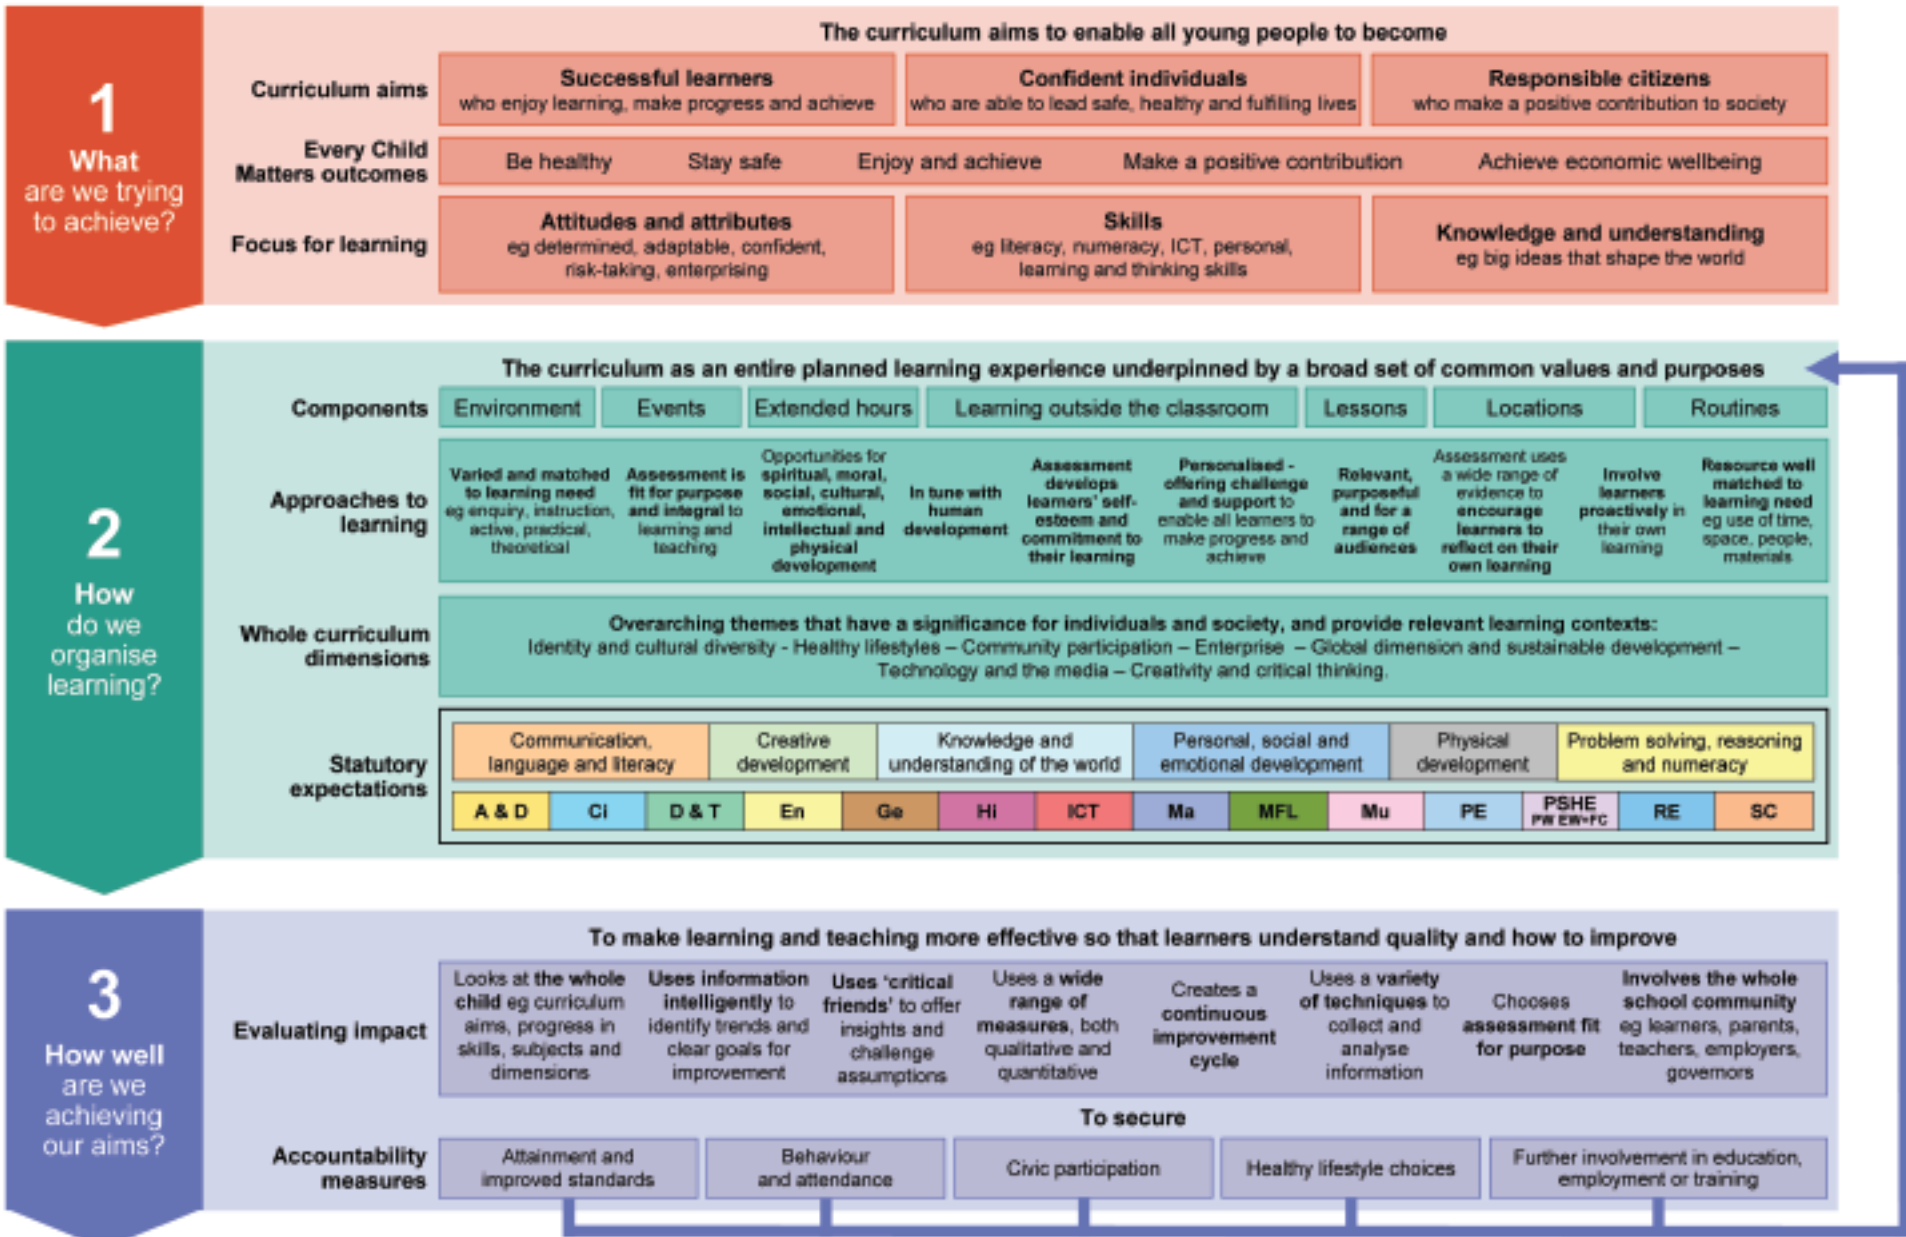 1
What
are we trying
to achieve?
The curriculum aims to enable all young people to become
Curriculum aims
Successful learners
who enjoy learning, make progress and achieve
Confident individuals
who are able to lead safe, healthy and fulfilling lives
Responsible citizens
who make a positive contribution to society
Every Child
Matters outcomes
Be healthy
Stay safe
Enjoy and achieve
Make a positive contribution
Achieve economic wellbeing
Focus for learning
Attitudes and attributes
eg determined, adaptable, confident,
risk-taking, enterprising
Skills
eg literacy, numeracy, ICT, personal,
learning and thinking skills
Knowledge and understanding
eg big ideas that shape the world
2
How
do we
organise
learning?
The curriculum as an entire planned learning experience underpinned by a broad set of common values and purposes
Components
Environment
Events
Extended hours
Learning outside the classroom
Lessons
Locations
Routines
Approaches to
learning
Varied and matched
to learning need
eg enquiry, instruction,
active, practical,
theoretical
Assessment is
fit for purpose
and integral to
learning and
teaching
Opportunities for
spiritual, moral,
social, cultural,
emotional,
intellectual and
physical
development
In tune with
human
development
Assessment
develops
learners' self-
esteem and
commitment to
their learning
Personalised -
offering challenge
and support to
enable all learners to
make progress and
achieve
Relevant,
purposeful
and for a
range of
audiences
Assessment uses
a wide range of
evidence to
encourage
learners to
reflect on their
own learning
Involve
learners
proactively in
their own
learning
Resource well
matched to
learning need
eg use of time,
space, people,
materials
Whole curriculum
dimensions
Overarching themes that have a significance for individuals and society, and provide relevant learning contexts:
Identity and cultural diversity - Healthy lifestyles – Community participation – Enterprise – Global dimension and sustainable development –
Technology and the media – Creativity and critical thinking.
Statutory
expectations
Communication,
language and literacy
Creative
development
Knowledge and
understanding of the world
Personal, social and
emotional development
Physical
development
Problem solving, reasoning
and numeracy
A & D
Ci
D & T
En
Ge
Hi
ICT
Ma
MFL
Mu
PE
PSHE
PW EW+FC
RE
SC
3
How well
are we
achieving
our aims?
To make learning and teaching more effective so that learners understand quality and how to improve
Evaluating impact
Looks at the whole
child eg curriculum
aims, progress in
skills, subjects and
dimensions
Uses information
intelligently to
identify trends and
clear goals for
improvement
Uses ‘critical
friends’ to offer
insights and
challenge
assumptions
Uses a wide
range of
measures, both
qualitative and
quantitative
Creates a
continuous
improvement
cycle
Uses a variety
of techniques to
collect and
analyse
information
Chooses
assessment fit
for purpose
Involves the whole
school community
eg learners, parents,
teachers, employers,
governors
To secure
Accountability
measures
Attainment and
improved standards
Behaviour
and attendance
Civic participation
Healthy lifestyle choices
Further involvement in education,
employment or training